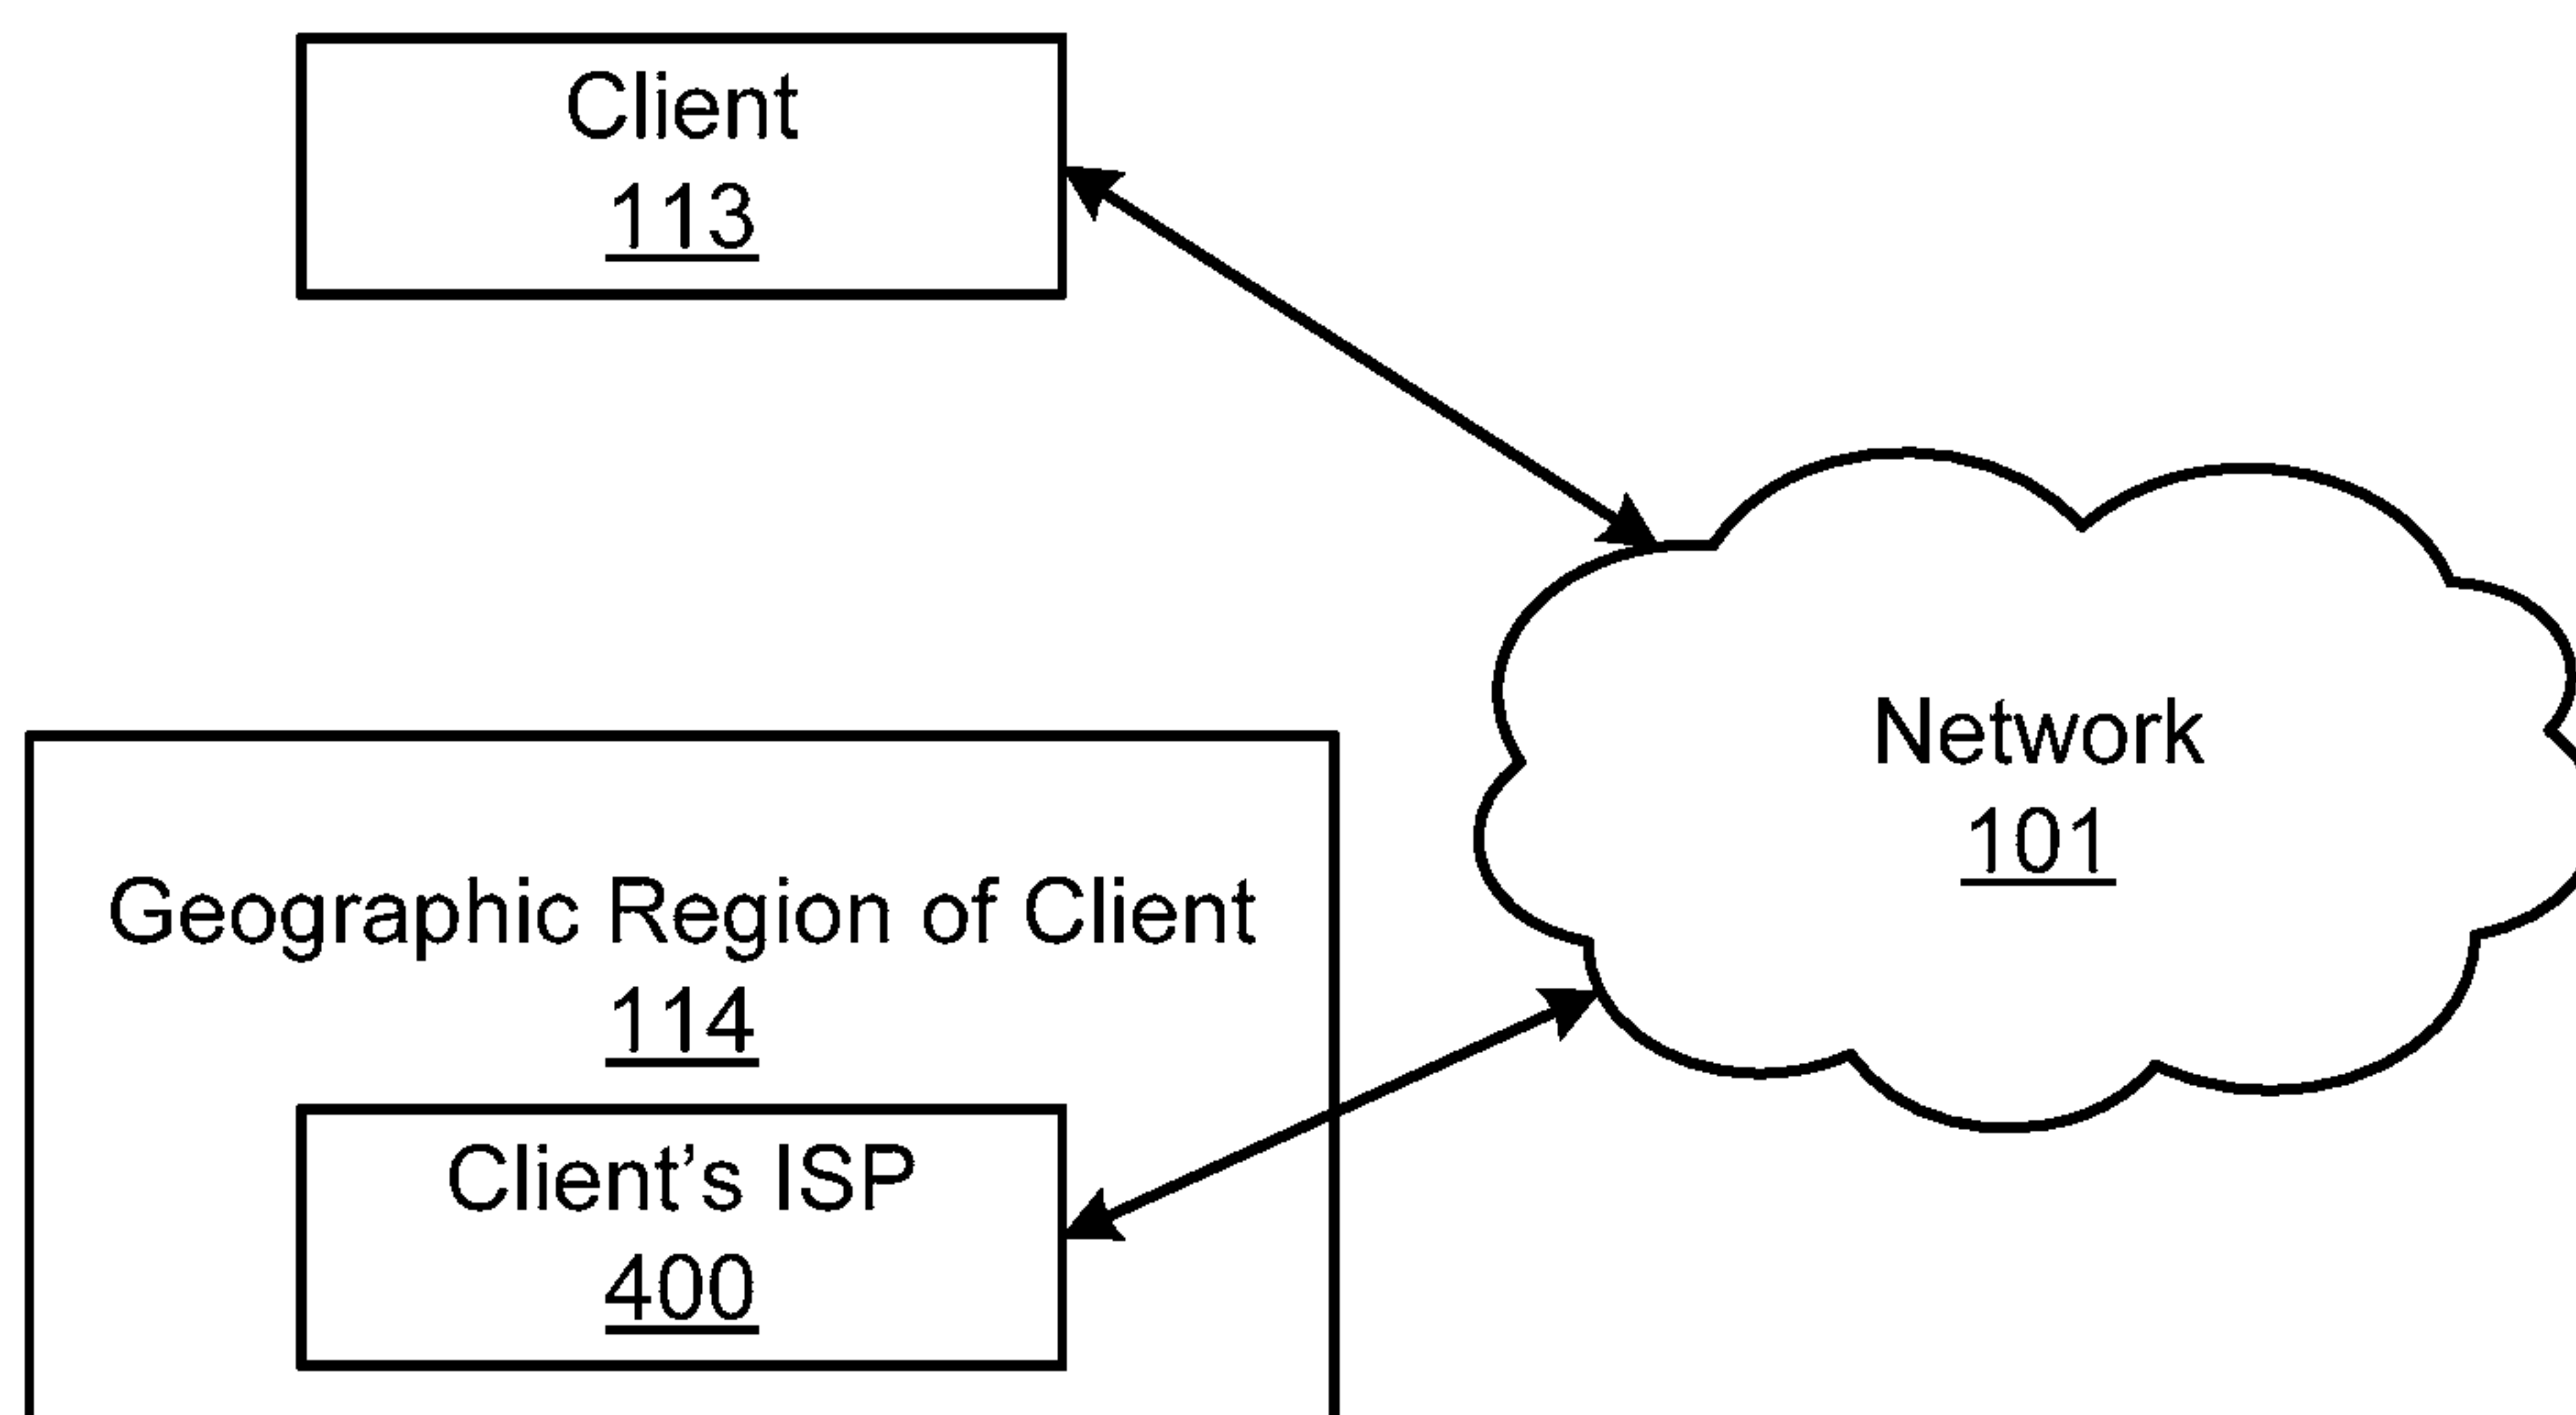 Client
113
Network
101
Geographic Region of Client
114
Client's ISP
400